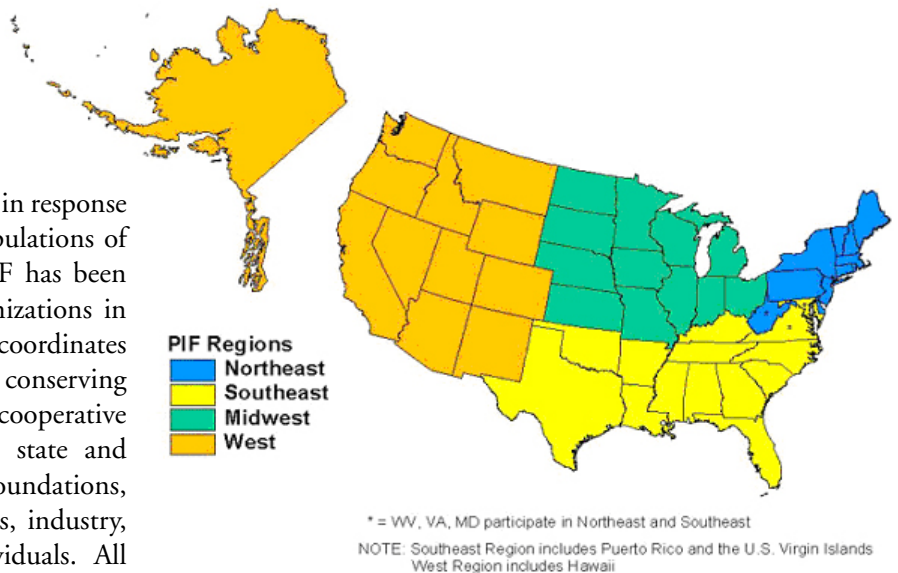 in response
pulations of
F has been
nizations in
coordinates
conserving
cooperative
state and
oundations,
s, industry,
viduals. All
PIF Regions
Northeast
Southeast
Midwest
West
* = WV, VA, MD participate in Northeast and Southeast
NOTE: Southeast Region includes Puerto Rico and the U.S. Virgin Islands
West Region includes Hawaii